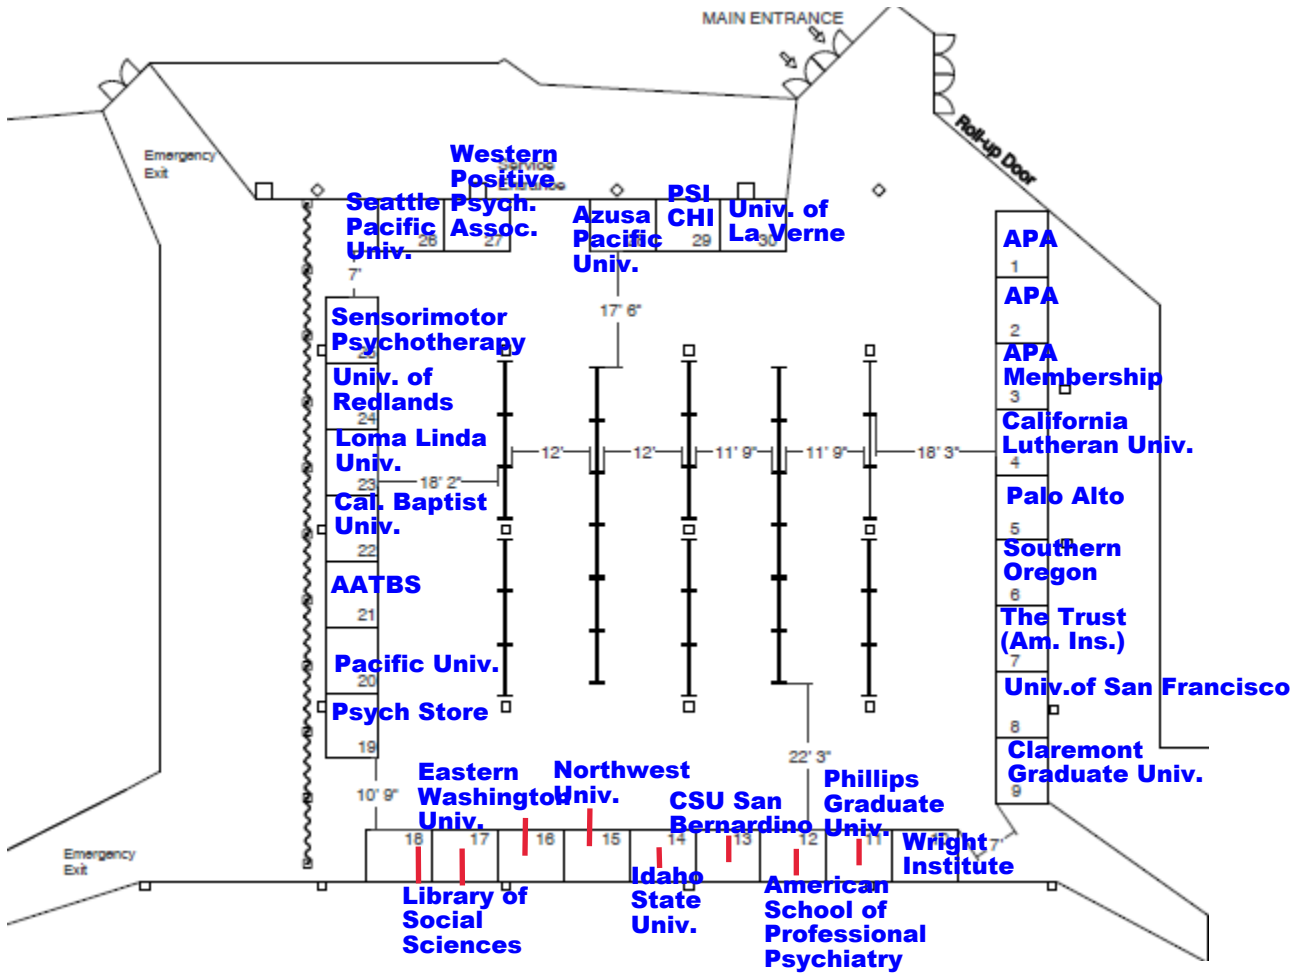 MAIN ENTRANCE
Roll-up Door
Emergency
Exit
Service
Entrance
Seattle
Pacific
Univ.
26
Western
Positive
Psych.
Assoc.
27
Azusa
Pacific
Univ.
28
PSI
CHI
29
Univ. of
La Verne
30
APA
1
APA
2
APA
Membership
3
California
Lutheran Univ.
4
Palo Alto
5
Southern
Oregon
6
The Trust
(Am. Ins.)
7
Univ.of San Francisco
8
Claremont
Graduate Univ.
9
7'
17' 6"
Sensorimotor
Psychotherapy
25
Univ. of
Redlands
24
Loma Linda
Univ.
23
Cal. Baptist
Univ.
22
AATBS
21
Pacific Univ.
20
Psych Store
19
18' 2"
12'
12'
11' 9"
11' 9"
18' 3"
22' 3"
10' 9"
7'
Eastern
Washington
Univ.
Northwest
Univ.
CSU San
Bernardino
Phillips
Graduate
Univ.
Wright
Institute
18
17
16
15
14
13
12
11
10
Emergency
Exit
Library of
Social
Sciences
Idaho
State
Univ.
American
School of
Professional
Psychiatry